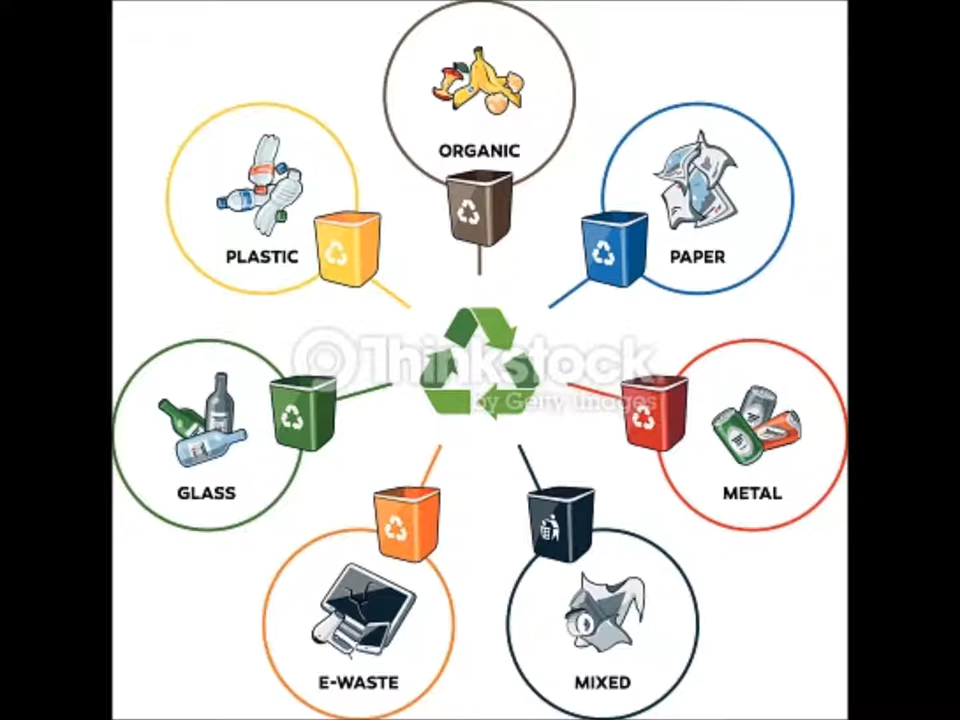 ORGANIC
PLASTIC
PAPER
Thinkstock
by Getty Images
GLASS
METAL
E-WASTE
MIXED